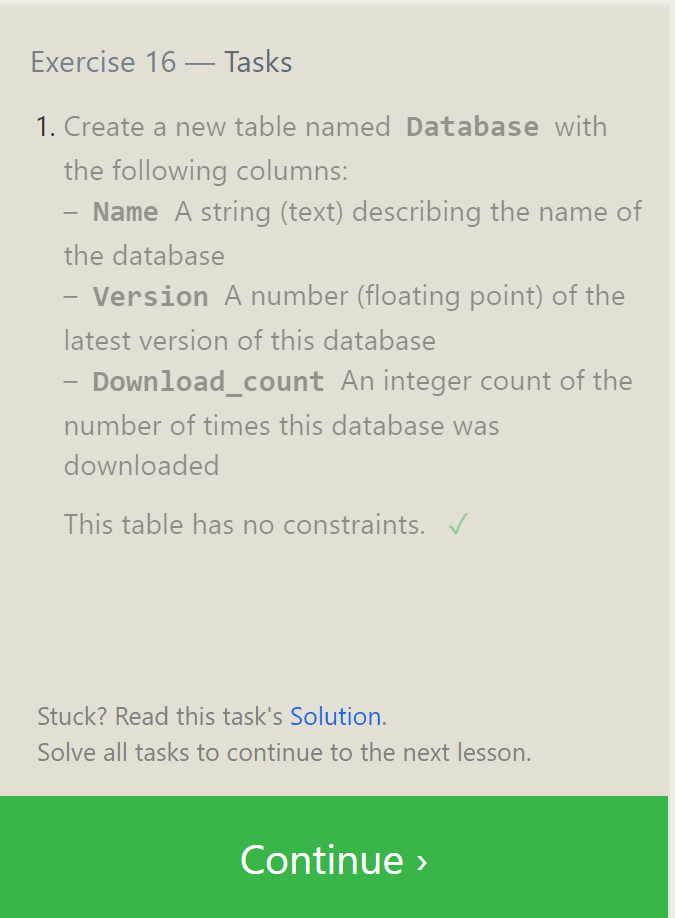 Exercise 16 — Tasks
1. Create a new table named Database with
the following columns:
– Name A string (text) describing the name of
the database
– Version A number (floating point) of the
latest version of this database
– Download_count An integer count of the
number of times this database was
downloaded
This table has no constraints. ✓
Stuck? Read this task's Solution.
Solve all tasks to continue to the next lesson.
Continue ›